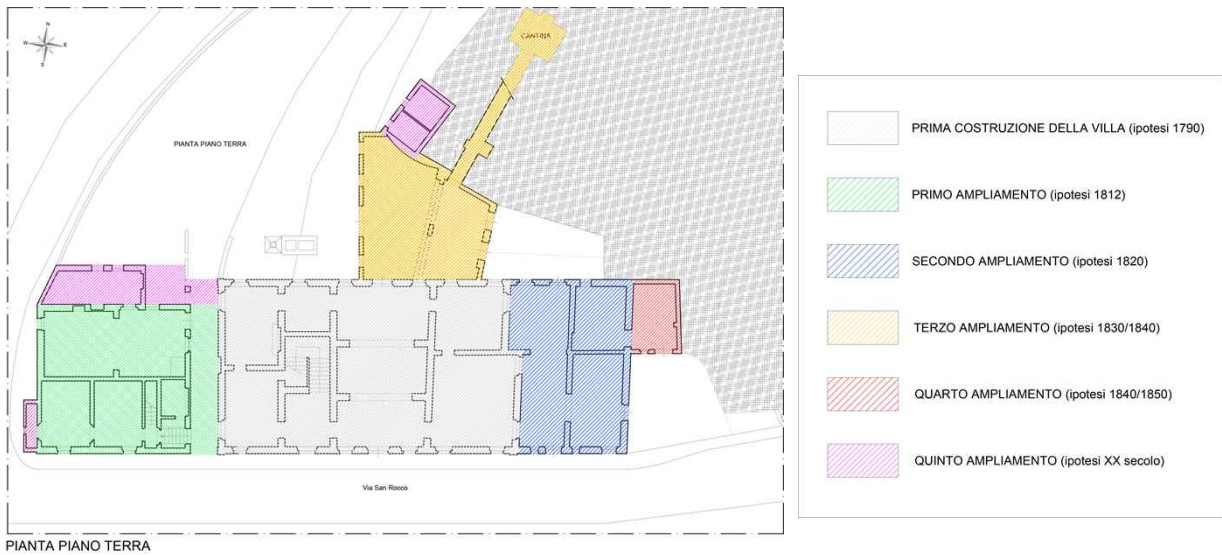 N
W E
S
CANTINA
PIANTA PIANO TERRA
Via San Rocco
PIANTA PIANO TERRA
PRIMA COSTRUZIONE DELLA VILLA (ipotesi 1790)
PRIMO AMPLIAMENTO (ipotesi 1812)
SECONDO AMPLIAMENTO (ipotesi 1820)
TERZO AMPLIAMENTO (ipotesi 1830/1840)
QUARTO AMPLIAMENTO (ipotesi 1840/1850)
QUINTO AMPLIAMENTO (ipotesi XX secolo)